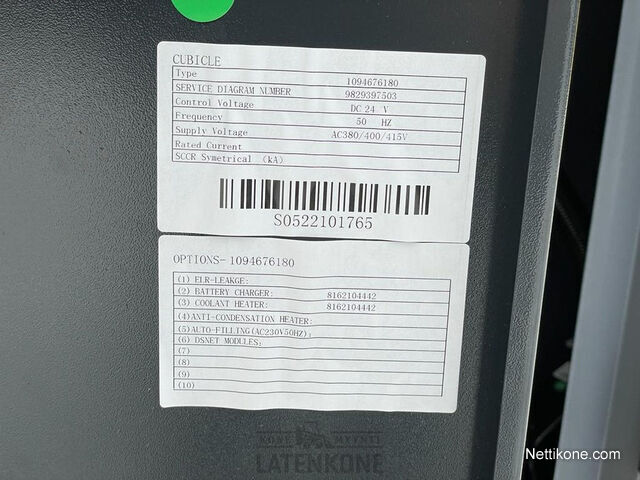 CUBICLE
Type 1094676180
SERVICE DIAGRAM NUMBER 9829397503
Control Voltage DC 24 V
Frequency 50 HZ
Supply Voltage AC380/400/415V
Rated Current
SCCR Symetrical (kA)
S0522101765
OPTIONS-1094676180
(1) ELR-LEAKGE:
(2) BATTERY CHARGER: 8162104442
(3) COOLANT HEATER: 8162104442
(4) ANTI-CONDENSATION HEATER:
(5) AUTO-FILLING(AC230V50HZ):
(6) DSNET MODULES:
(7)
(8)
(9)
(10)
KONE MYYNTI
LATENKONE
Nettikone.com